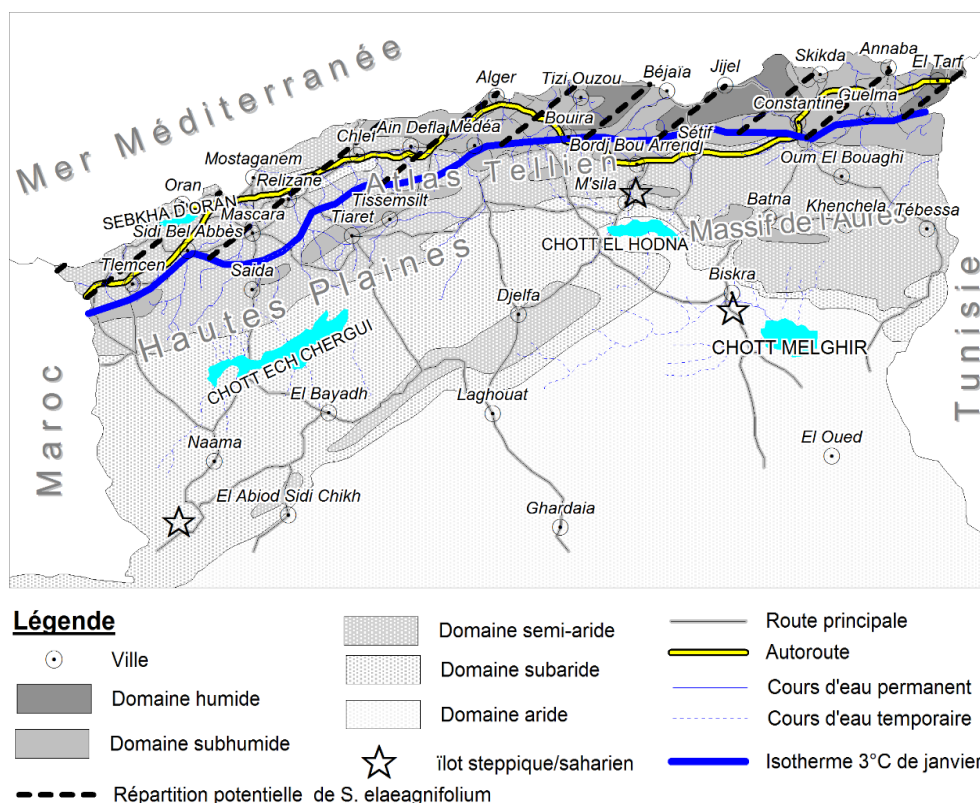 Mer Méditerranée
Skikda
Annaba
El Tarf
Alger
Tizi Ouzou
Béjaïa
Jijel
Guelma
Constantine
Bouira
Ain Defla
Médéa
Chlef
Sétif
Bordj Bou Arreridj
Oum El Bouaghi
Mostaganem
Relizane
Atlas Tellien
M'sila
Oran
SEBKHA D'ORAN
Mascara
Tissemsilt
Batna
Khenchela
Tébessa
Sidi Bel Abbès
Tiaret
Massif de l'Aurès
CHOTT EL HODNA
Tlemcen
Saida
Biskra
Hautes Plaines
Djelfa
CHOTT MELGHIR
CHOTT ECH CHERGUI
Maroc
Tunisie
El Bayadh
Laghouat
Naama
El Oued
El Abiod Sidi Chikh
Ghardaia
Légende
Ville
Domaine humide
Domaine subhumide
Répartition potentielle de S. elaeagnifolium
Domaine semi-aride
Domaine subaride
Domaine aride
ïlot steppique/saharien
Route principale
Autoroute
Cours d'eau permanent
Cours d'eau temporaire
Isotherme 3°C de janvier